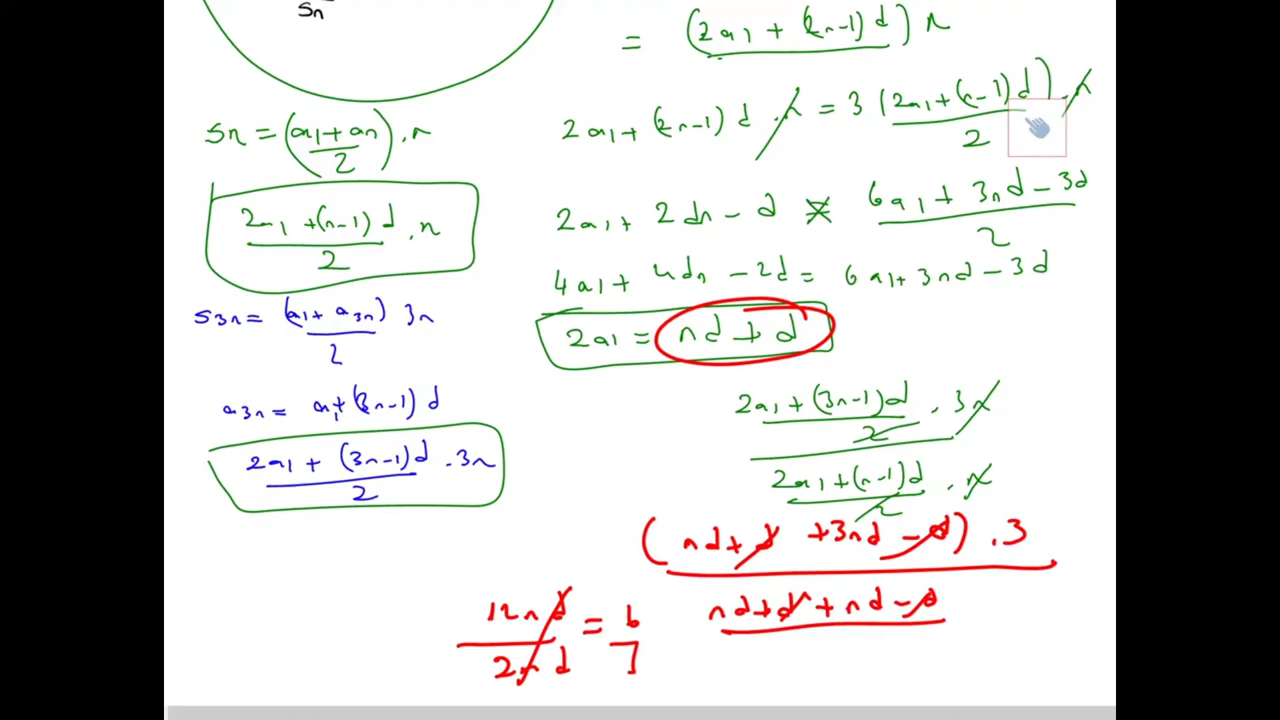 Sn
= (2a1 + (2n-1) d) n
Sn = (a1 + an / 2) . n
2a1 + (2n-1) d . n = 3 (2a1 + (n-1) d / 2) . n
2a1 + (n-1) d / 2 . n
2a1 + 2dn - d = 6a1 + 3nd - 3d / 2
4a1 + 4dn - 2d = 6a1 + 3nd - 3d
S3n = (a1 + a3n) / 2 3n
2a1 = nd + d
a3n = a1 + (3n-1) d
2a1 + (3n-1)d / 2 . 3n
2a1 + (n-1)d / 2 . n
2a1 + (3n-1)d / 2 . 3n
(nd + d + 3nd - d) . 3
nd + d + nd - d
12nd / 2nd = 6 / 1